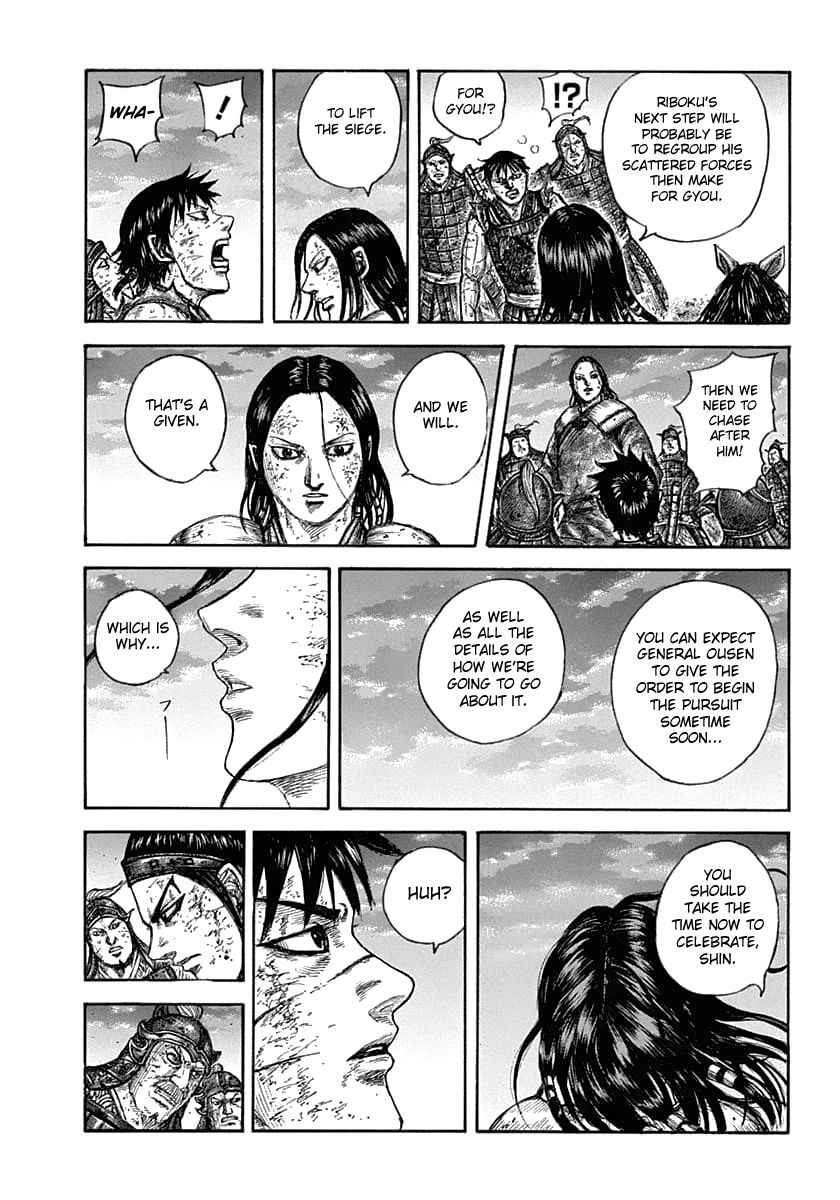 RIBOKU'S
NEXT STEP WILL
PROBABLY BE
TO REGROUP HIS
SCATTERED FORCES
THEN MAKE
FOR GYOU.
!?
FOR
GYOU!?
TO LIFT
THE SIEGE.
!
WHA-
THEN WE
NEED TO
CHASE
AFTER
HIM!
AND WE
WILL.
THAT'S A
GIVEN.
YOU CAN EXPECT
GENERAL OUSEN
TO GIVE THE
ORDER TO BEGIN
THE PURSUIT
SOMETIME
SOON...
AS WELL
AS ALL THE
DETAILS OF
HOW WE'RE
GOING TO GO
ABOUT IT.
WHICH IS
WHY...
フー
YOU
SHOULD
TAKE THE
TIME NOW TO
CELEBRATE,
SHIN.
HUH?